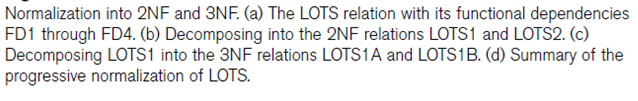 Normalization into 2NF and 3NF. (a) The LOTS relation with its functional dependencies
FD1 through FD4. (b) Decomposing into the 2NF relations LOTS1 and LOTS2. (c)
Decomposing LOTS1 into the 3NF relations LOTS1A and LOTS1B. (d) Summary of the
progressive normalization of LOTS.